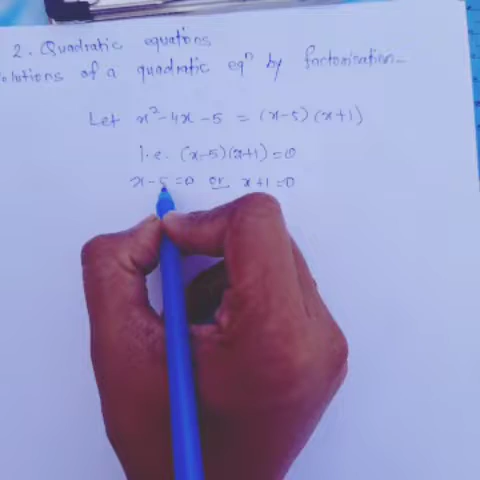 2. Quadratic equations
olutions of a quadratic eqⁿ by factorisation-
Let x²-4x-5 = (x-5)(x+1)
i.e. (x-5)(x+1)=0
x-5=0 or x+1=0